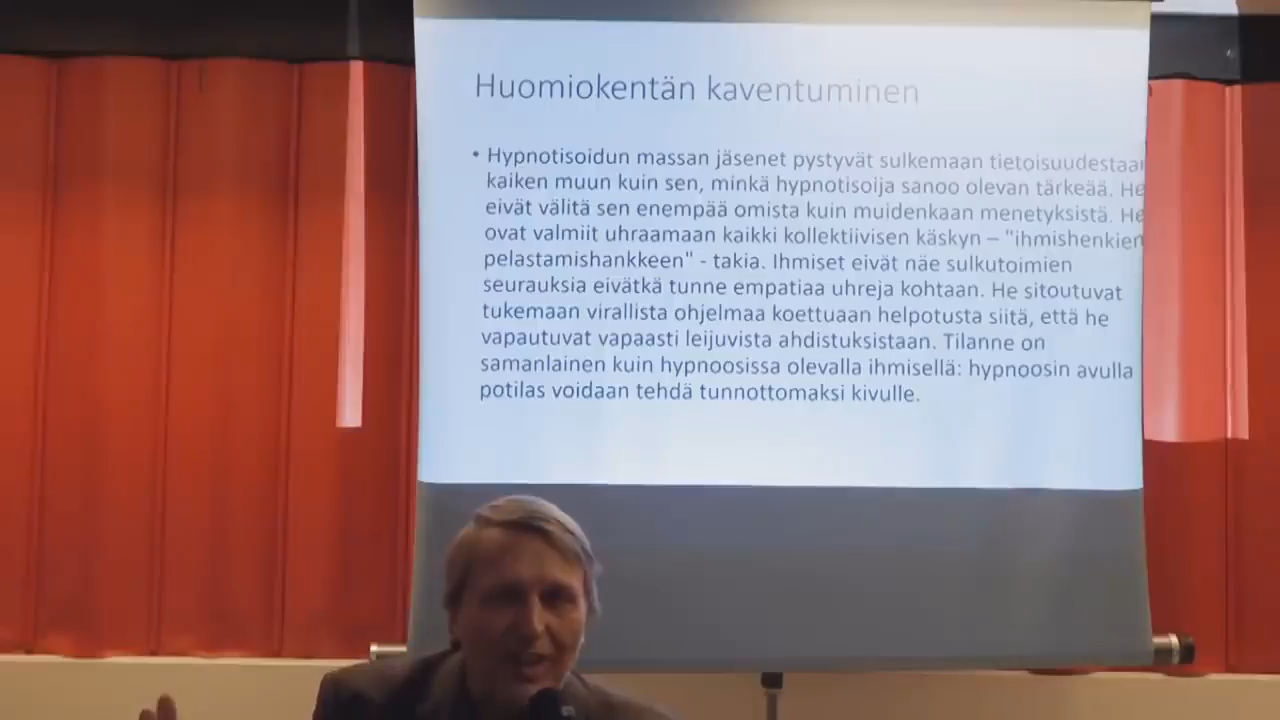 Huomiokentän kaventuminen
• Hypnotisoidun massan jäsenet pystyvät sulkemaan tietoisuudestaan
kaiken muun kuin sen, minkä hypnotisoija sanoo olevan tärkeää. He
eivät välitä sen enempää omista kuin muidenkaan menetyksistä. He
ovat valmiit uhraamaan kaikki kollektiivisen käskyn – "ihmishenkien
pelastamishankkeen" - takia. Ihmiset eivät näe sulkutoimien
seurauksia eivätkä tunne empatiaa uhreja kohtaan. He sitoutuvat
tukemaan virallista ohjelmaa koettuaan helpotusta siitä, että he
vapautuvat vapaasti leijuvista ahdistuksistaan. Tilanne on
samanlainen kuin hypnoosissa olevalla ihmisellä: hypnoosin avulla
potilas voidaan tehdä tunnottomaksi kivulle.